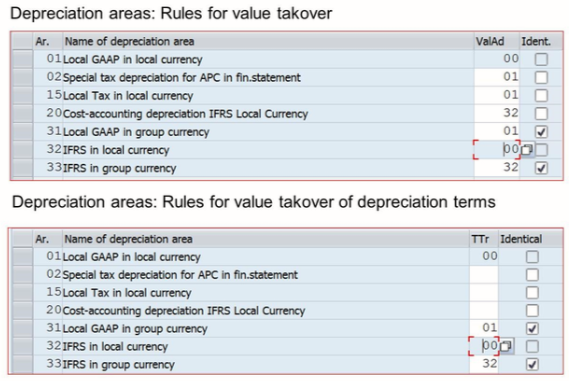 Depreciation areas: Rules for value takover
Ar. Name of depreciation area ValAd Ident.
01 Local GAAP in local currency 00
02 Special tax depreciation for APC in fin.statement 01
15 Local Tax in local currency 01
20 Cost-accounting depreciation IFRS Local Currency 32
31 Local GAAP in group currency 01
32 IFRS in local currency 00
33 IFRS in group currency 32
Depreciation areas: Rules for value takover of depreciation terms
Ar. Name of depreciation area TTr Identical
01 Local GAAP in local currency 00
02 Special tax depreciation for APC in fin.statement
15 Local Tax in local currency
20 Cost-accounting depreciation IFRS Local Currency
31 Local GAAP in group currency 01
32 IFRS in local currency 00
33 IFRS in group currency 32